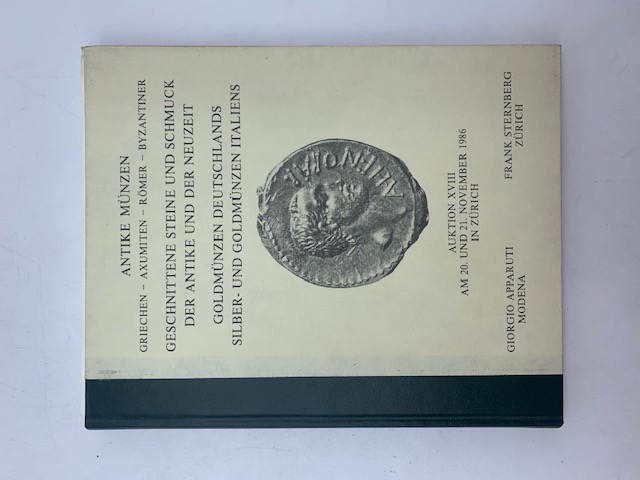 ANTIKE MÜNZEN
GRIECHEN – AXUMITEN – RÖMER – BYZANTINER
GESCHNITTENE STEINE UND SCHMUCK
DER ANTIKE UND DER NEUZEIT
GOLDMÜNZEN DEUTSCHLANDS
SILBER- UND GOLDMÜNZEN ITALIENS
AHENOBAR
AUKTION XVIII
AM 20. UND 21. NOVEMBER 1986
IN ZÜRICH
GIORGIO APPARUTI
MODENA
FRANK STERNBERG
ZÜRICH